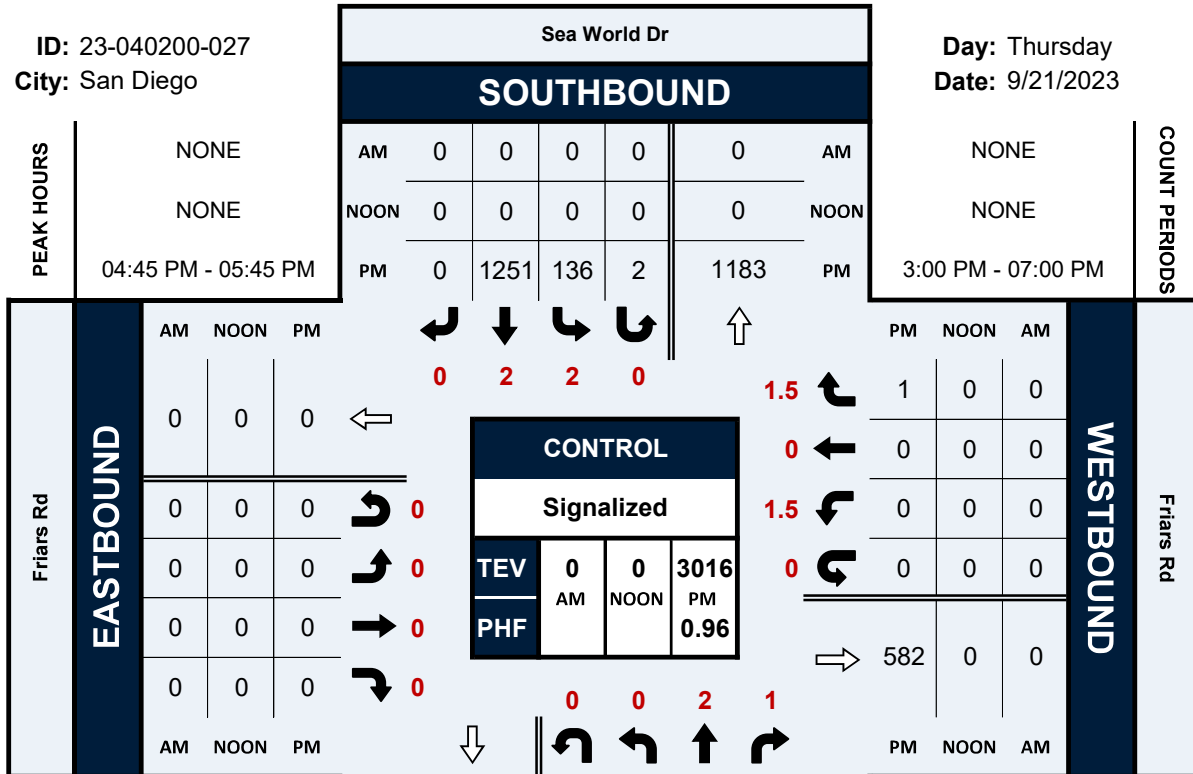 ID: 23-040200-027
City: San Diego
Sea World Dr
SOUTHBOUND
Day: Thursday
Date: 9/21/2023
PEAK HOURS
NONE
NONE
04:45 PM - 05:45 PM
AM 0 0 0 0 0 AM
NOON 0 0 0 0 0 NOON
PM 0 1251 136 2 1183 PM
NONE
NONE
3:00 PM - 07:00 PM
COUNT PERIODS
0 2 2 0
Friars Rd
EASTBOUND
AM NOON PM
0 0 0
0 0 0 0
0 0 0 0
0 0 0 0
0 0 0 0
AM NOON PM
CONTROL
Signalized
TEV 0 0 3016
AM NOON PM
PHF 0.96
PM NOON AM
1.5 1 0 0
0 0 0 0
1.5 0 0 0
0 0 0 0
582 0 0
PM NOON AM
WESTBOUND
Friars Rd
0 0 2 1